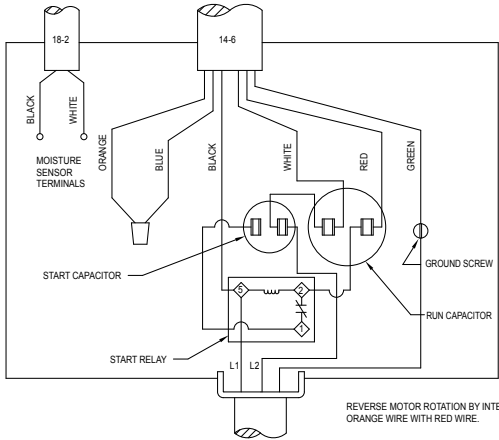 18-2
14-6
BLACK
WHITE
ORANGE
BLUE
BLACK
WHITE
RED
GREEN
MOISTURE
SENSOR
TERMINALS
START CAPACITOR
GROUND SCREW
RUN CAPACITOR
5
2
1
START RELAY
L1
L2
REVERSE MOTOR ROTATION BY INTE
ORANGE WIRE WITH RED WIRE.